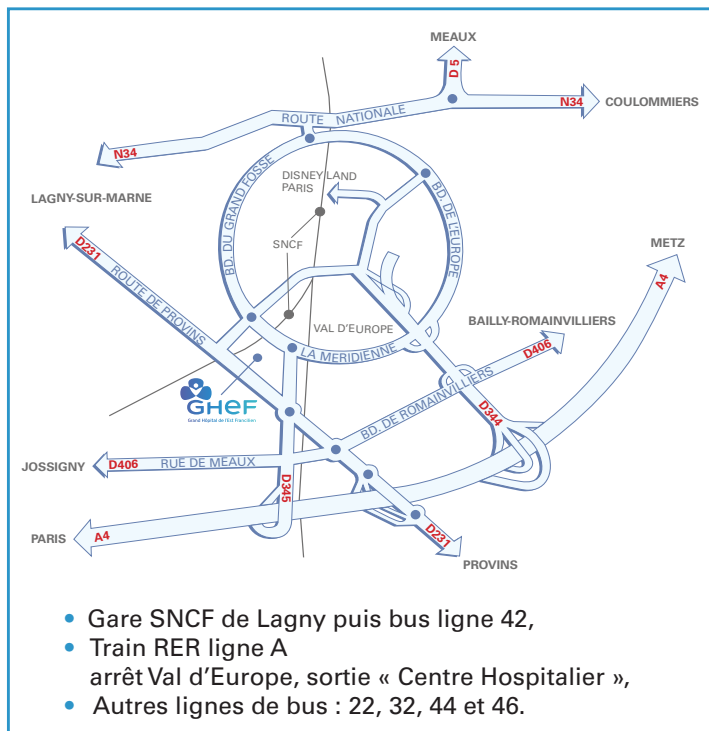 MEAUX
D 5
N34
COULOMMIERS
ROUTE NATIONALE
N34
DISNEY LAND
PARIS
BD. DU GRAND FOSSE
BD. DE L'EUROPE
LAGNY-SUR-MARNE
D231
ROUTE DE PROVINS
SNCF
METZ
A4
VAL D'EUROPE
BAILLY-ROMAINVILLIERS
D406
LA MERIDIENNE
BD. DE ROMAINVILLIERS
D344
GHEF
Grand Hôpital de l'Est Francilien
JOSSIGNY
D406
RUE DE MEAUX
D345
PARIS
A4
D231
PROVINS
• Gare SNCF de Lagny puis bus ligne 42,
• Train RER ligne A
arrêt Val d'Europe, sortie « Centre Hospitalier »,
• Autres lignes de bus : 22, 32, 44 et 46.